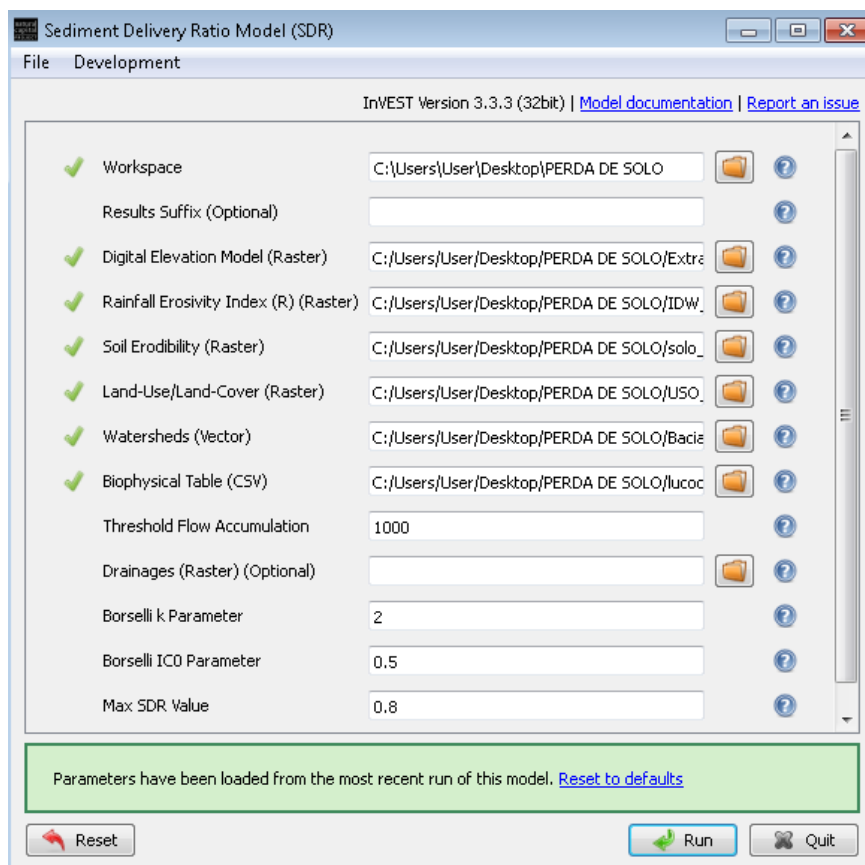 Sediment Delivery Ratio Model (SDR)
File Development
InVEST Version 3.3.3 (32bit) | Model documentation | Report an issue
Workspace C:\Users\User\Desktop\PERDA DE SOLO
Results Suffix (Optional)
Digital Elevation Model (Raster) C:/Users/User/Desktop/PERDA DE SOLO/Extra
Rainfall Erosivity Index (R) (Raster) C:/Users/User/Desktop/PERDA DE SOLO/IDW_
Soil Erodibility (Raster) C:/Users/User/Desktop/PERDA DE SOLO/solo_
Land-Use/Land-Cover (Raster) C:/Users/User/Desktop/PERDA DE SOLO/USO_
Watersheds (Vector) C:/Users/User/Desktop/PERDA DE SOLO/Bacia
Biophysical Table (CSV) C:/Users/User/Desktop/PERDA DE SOLO/lucoc
Threshold Flow Accumulation 1000
Drainages (Raster) (Optional)
Borselli k Parameter 2
Borselli IC0 Parameter 0.5
Max SDR Value 0.8
Parameters have been loaded from the most recent run of this model. Reset to defaults
Reset Run Quit